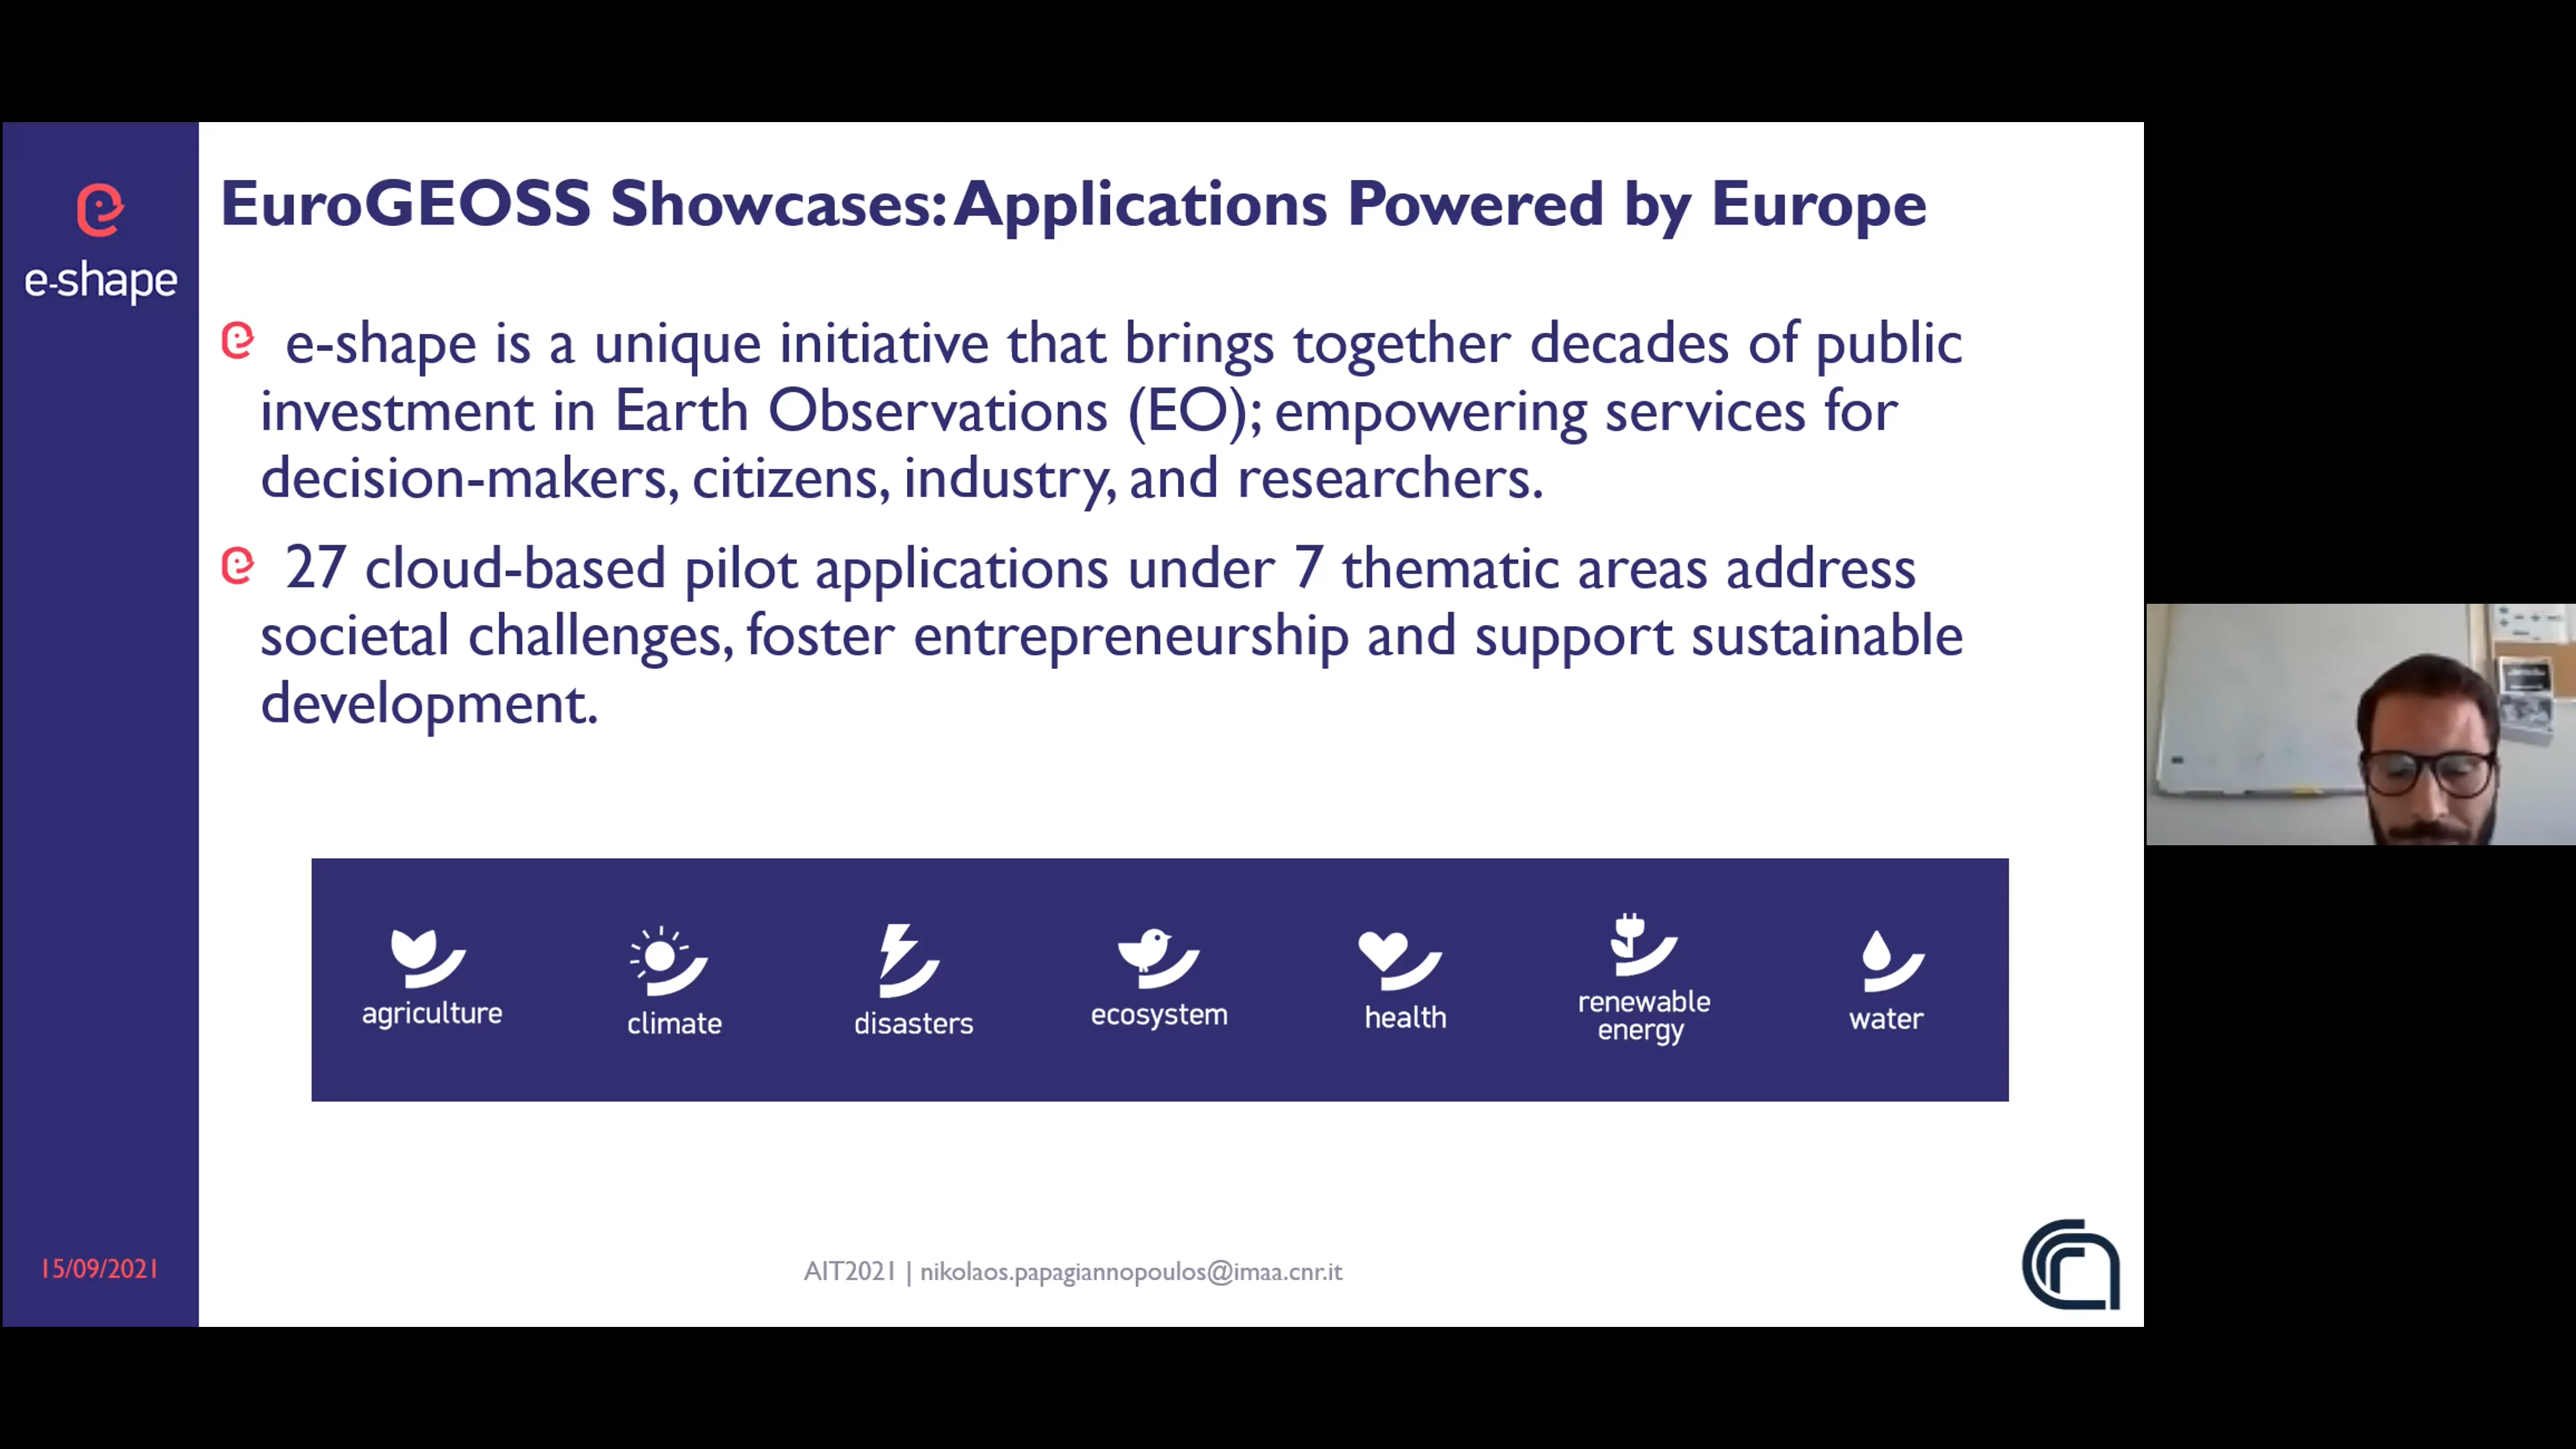 e-shape
EuroGEOSS Showcases: Applications Powered by Europe
e-shape is a unique initiative that brings together decades of public
investment in Earth Observations (EO); empowering services for
decision-makers, citizens, industry, and researchers.
27 cloud-based pilot applications under 7 thematic areas address
societal challenges, foster entrepreneurship and support sustainable
development.
agriculture
climate
disasters
ecosystem
health
renewable
energy
water
15/09/2021
AIT2021 | nikolaos.papagiannopoulos@imaa.cnr.it